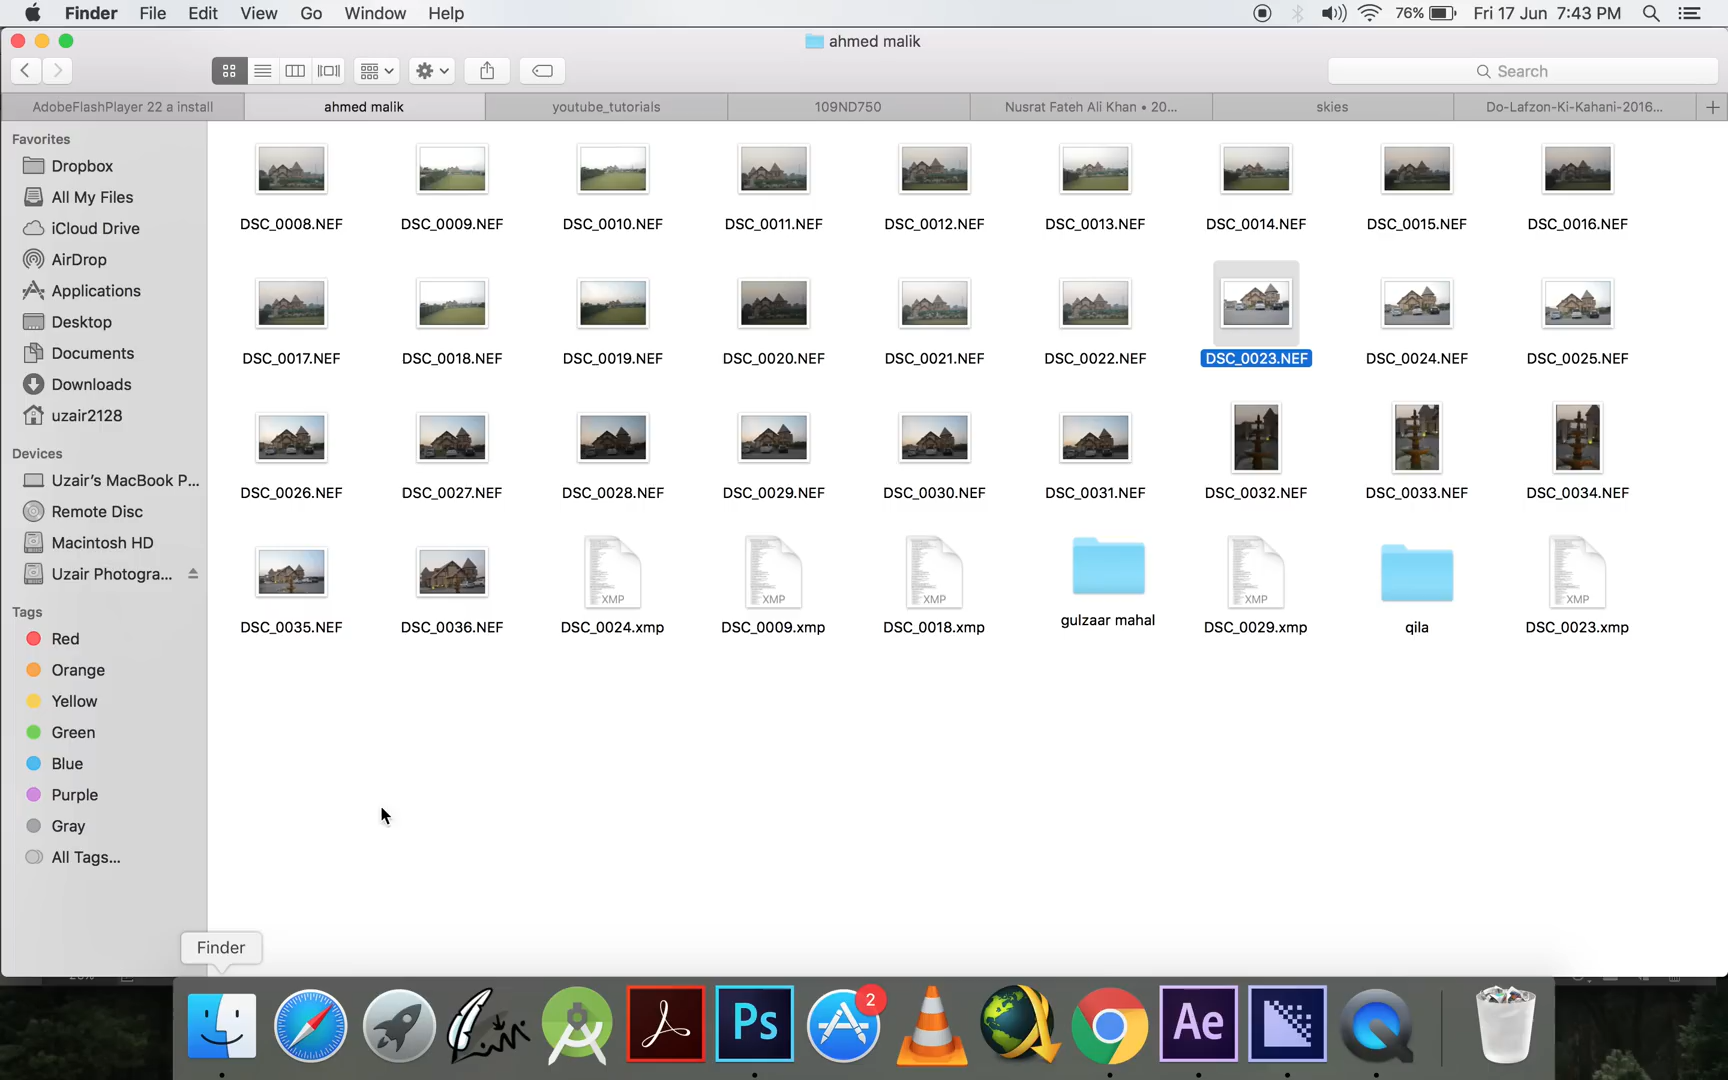 Finder File Edit View Go Window Help 76% Fri 17 Jun 7:43 PM
ahmed malik
Search
AdobeFlashPlayer 22 a install ahmed malik youtube_tutorials 109ND750 Nusrat Fateh Ali Khan • 20... skies Do-Lafzon-Ki-Kahani-2016... +
Favorites
Dropbox
All My Files
iCloud Drive
AirDrop
Applications
Desktop
Documents
Downloads
uzair2128
Devices
Uzair's MacBook P...
Remote Disc
Macintosh HD
Uzair Photogra...
Tags
Red
Orange
Yellow
Green
Blue
Purple
Gray
All Tags...
DSC_0008.NEF DSC_0009.NEF DSC_0010.NEF DSC_0011.NEF DSC_0012.NEF DSC_0013.NEF DSC_0014.NEF DSC_0015.NEF DSC_0016.NEF
DSC_0017.NEF DSC_0018.NEF DSC_0019.NEF DSC_0020.NEF DSC_0021.NEF DSC_0022.NEF DSC_0023.NEF DSC_0024.NEF DSC_0025.NEF
DSC_0026.NEF DSC_0027.NEF DSC_0028.NEF DSC_0029.NEF DSC_0030.NEF DSC_0031.NEF DSC_0032.NEF DSC_0033.NEF DSC_0034.NEF
XMP XMP XMP XMP XMP
DSC_0035.NEF DSC_0036.NEF DSC_0024.xmp DSC_0009.xmp DSC_0018.xmp gulzaar mahal DSC_0029.xmp qila DSC_0023.xmp
Finder
Ps 2 Ae